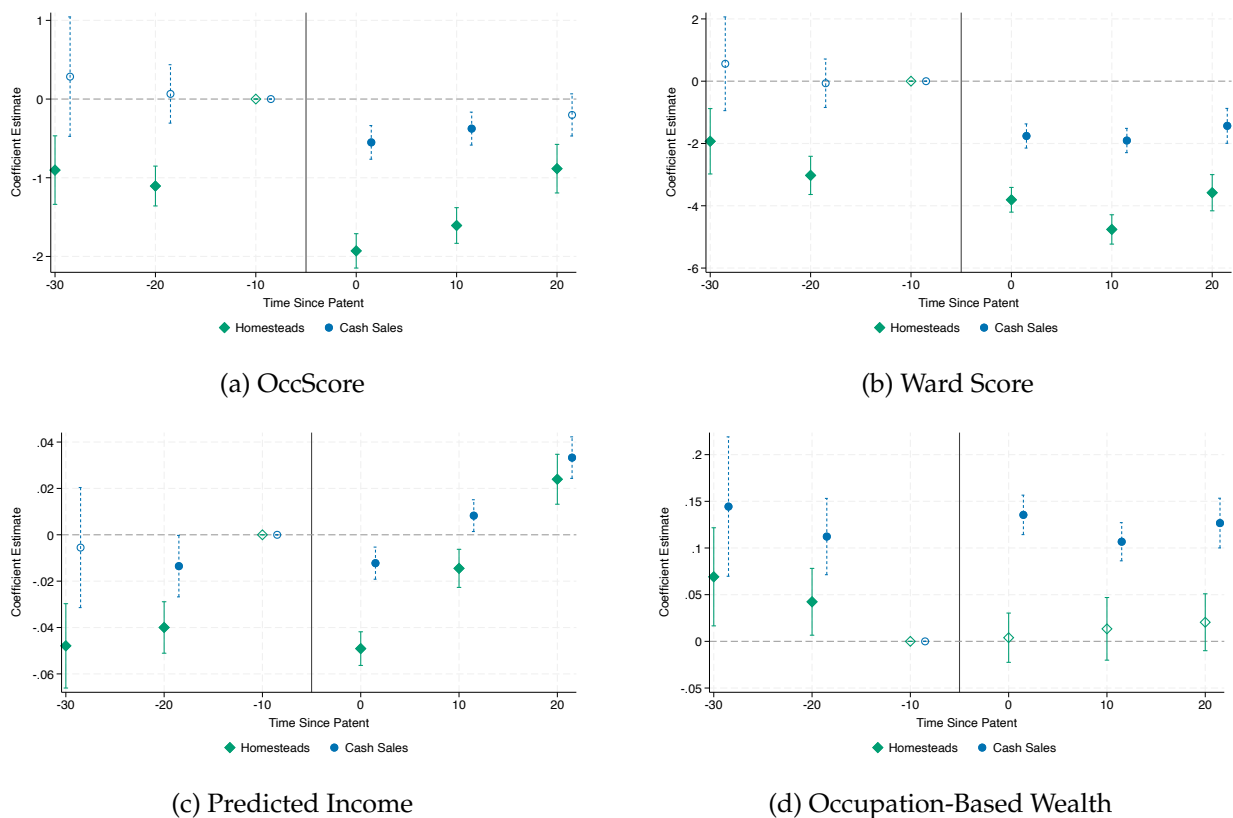 1
0
-1
-2
Coefficient Estimate
-30 -20 -10 0 10 20
Time Since Patent
Homesteads Cash Sales
(a) OccScore
2
0
-2
-4
-6
Coefficient Estimate
-30 -20 -10 0 10 20
Time Since Patent
Homesteads Cash Sales
(b) Ward Score
.04
.02
0
-.02
-.04
-.06
Coefficient Estimate
-30 -20 -10 0 10 20
Time Since Patent
Homesteads Cash Sales
(c) Predicted Income
.2
.15
.1
.05
0
-.05
Coefficient Estimate
-30 -20 -10 0 10 20
Time Since Patent
Homesteads Cash Sales
(d) Occupation-Based Wealth